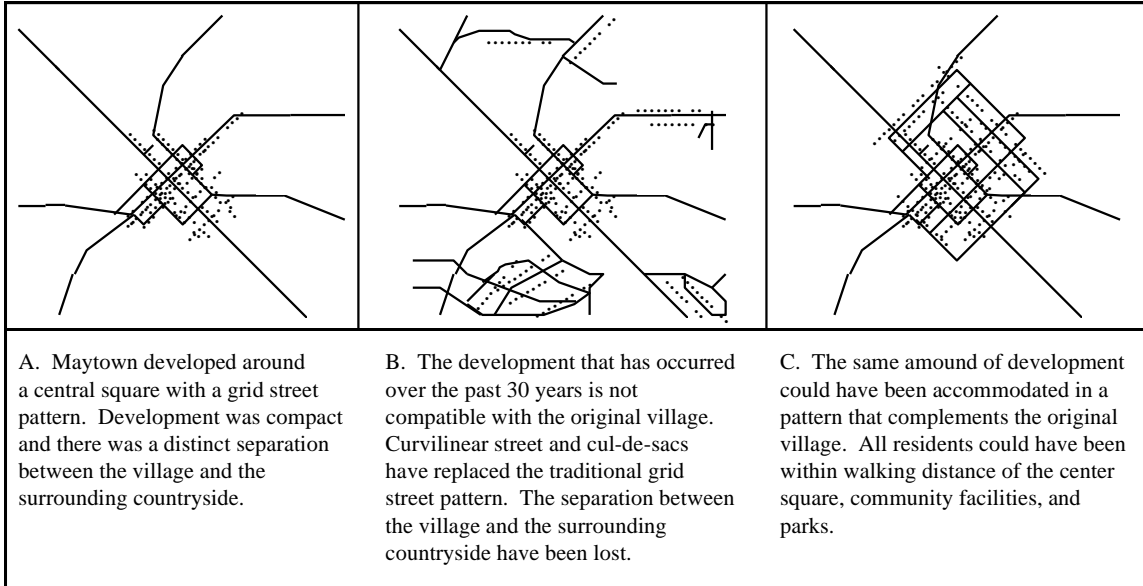 A.  Maytown developed around
a central square with a grid street
pattern.  Development was compact
and there was a distinct separation
between the village and the
surrounding countryside.
B.  The development that has occurred
over the past 30 years is not
compatible with the original village.
Curvilinear street and cul-de-sacs
have replaced the traditional grid
street pattern.  The separation between
the village and the surrounding
countryside have been lost.
C.  The same amount of development
could have been accommodated in a
pattern that complements the original
village.  All residents could have been
within walking distance of the center
square, community facilities, and
parks.